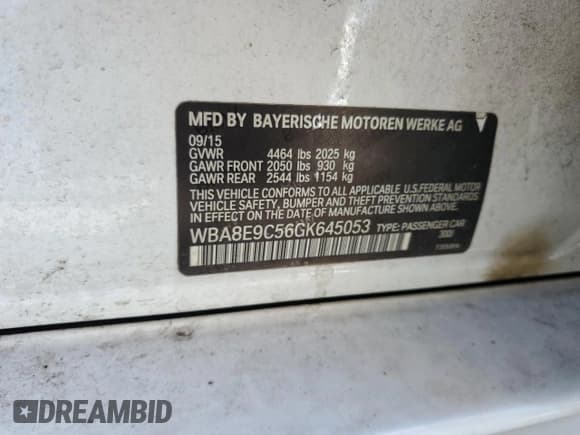 MFD BY BAYERISCHE MOTOREN WERKE AG
09/15
GVWR 4464 lbs 2025 kg
GAWR FRONT 2050 lbs 930 kg
GAWR REAR 2544 lbs 1154 kg
THIS VEHICLE CONFORMS TO ALL APPLICABLE U.S.FEDERAL MOTOR
VEHICLE SAFETY, BUMPER AND THEFT PREVENTION STANDARDS
IN EFFECT ON THE DATE OF MANUFACTURE SHOWN ABOVE.
WBA8E9C56GK645053 TYPE: PASSENGER CAR
300/
DREAMBID